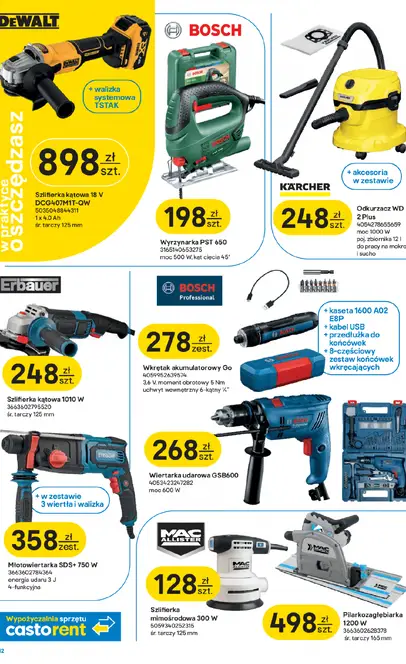 DEWALT
+ walizka
systemowa
TSTAK
w praktyce
oszczędzasz
898 zł
szt.
Szlifierka kątowa 18 V
DCG407M1T-QW
5035048844311
1 x 4.0 Ah
śr. tarczy 125 mm
BOSCH
198 zł
szt.
Wyrzynarka PST 650
3165140653275
moc 500 W, kąt cięcia 45°
+ akcesoria
w zestawie
KÄRCHER
248 zł
szt.
Odkurzacz WD
2 Plus
4054278655659
moc 1000 W
poj. zbiornika 12 l
do pracy na mokro
i sucho
Erbauer
248 zł
szt.
Szlifierka kątowa 1010 W
3663602795520
śr. tarczy 125 mm
BOSCH
Professional
278 zł
zest.
Wkrętak akumulatorowy Go
4059952639574
3,6 V, moment obrotowy 5 Nm
uchwyt wewnętrzny 6-kątny ¼"
+ kaseta 1600 A02
E8P
+ kabel USB
+ przedłużka do
końcówek
+ 8-częściowy
zestaw końcówek
wkręcających
268 zł
szt.
Wiertarka udarowa GSB600
4053423247282
moc 600 W
+ w zestawie
3 wiertła i walizka
358 zł
zest.
Młotowiertarka SDS+ 750 W
3663602784364
energia udaru 3 J
4-funkcyjna
MAC
ALLISTER
128 zł
szt.
Szlifierka
mimośrodowa 300 W
5059340252315
śr. tarczy 125 mm
498 zł
szt.
Pilarkozagłębiarka
1200 W
3663602628378
śr. tarczy 165 mm
Wypożyczalnia sprzętu
castorent
12